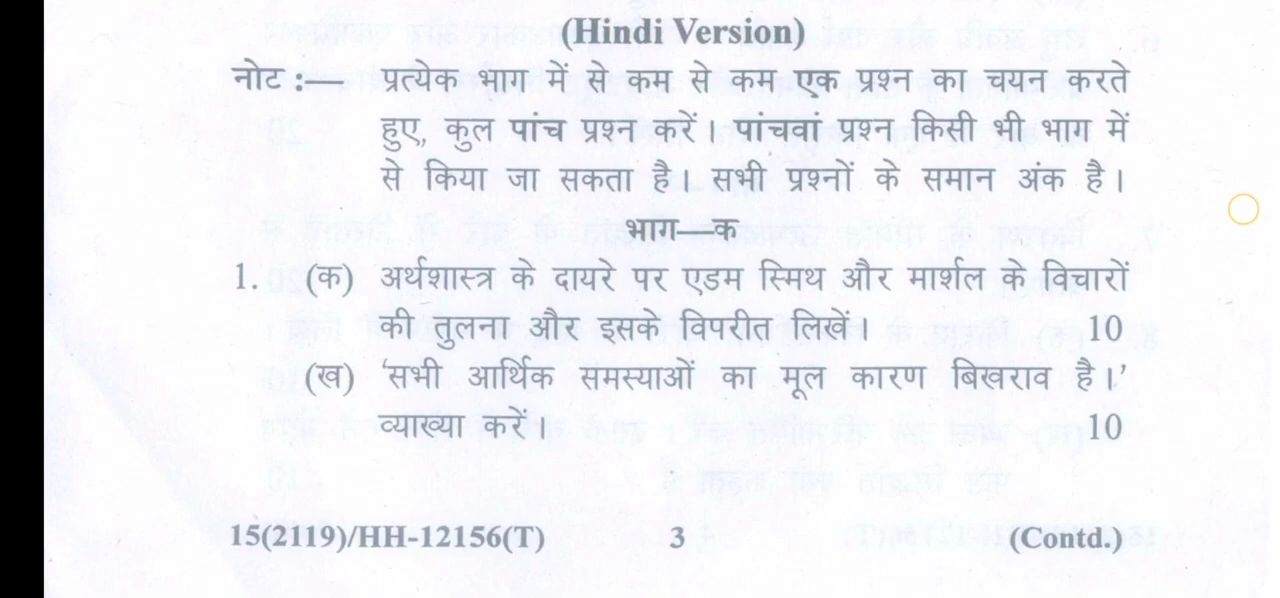 (Hindi Version)
नोट :— प्रत्येक भाग में से कम से कम एक प्रश्न का चयन करते
हुए, कुल पांच प्रश्न करें। पांचवां प्रश्न किसी भी भाग में
से किया जा सकता है। सभी प्रश्नों के समान अंक है।
भाग—क
1. (क) अर्थशास्त्र के दायरे पर एडम स्मिथ और मार्शल के विचारों
की तुलना और इसके विपरीत लिखें। 10
(ख) 'सभी आर्थिक समस्याओं का मूल कारण बिखराव है।'
व्याख्या करें। 10
15(2119)/HH-12156(T) 3 (Contd.)